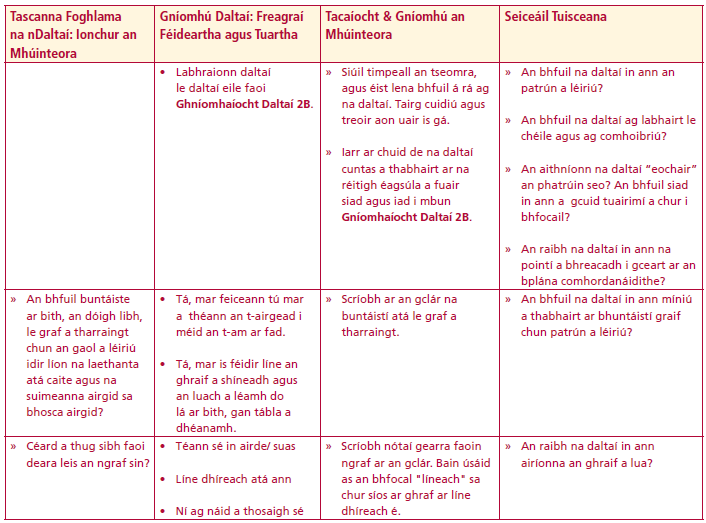 Tascanna Foghlama
na nDaltaí: Ionchur an
Mhúinteora
Gníomhú Daltaí: Freagraí
Féideartha agus Tuartha
Tacaíocht & Gníomhú an
Mhúinteora
Seiceáil Tuisceana
• Labhraíonn daltaí
le daltaí eile faoi
Ghníomhaíocht Daltaí 2B.
» Siúil timpeall an tseomra,
agus éist lena bhfuil á rá ag
na daltaí. Tairg cuidiú agus
treoir aon uair is gá.
» Iarr ar chuid de na daltaí
cuntas a thabhairt ar na
réitigh éagsúla a fuair
siad agus iad i mbun
Gníomhaíocht Daltaí 2B.
» An bhfuil na daltaí in ann an
patrún a léiriú?
» An bhfuil na daltaí ag labhairt le
chéile agus ag comhoibriú?
» An aithníonn na daltaí “eochair”
an phatrúin seo? An bhfuil siad
in ann a gcuid tuairimí a chur i
bhfocail?
» An raibh na daltaí in ann na
pointí a bhreacadh i gceart ar an
bplána comhordanáidithe?
» An bhfuil buntáiste
ar bith, an dóigh libh,
le graf a tharraingt
chun an gaol a léiriú
idir líon na laethanta
atá caite agus na
suimeanna airgid sa
bhosca airgid?
• Tá, mar feiceann tú mar
a théann an t-airgead i
méid an t-am ar fad.
• Tá, mar is féidir líne an
ghraif a shíneadh agus
an luach a léamh do
lá ar bith, gan tábla a
dhéanamh.
» Scríobh ar an gclár na
buntáistí atá le graf a
tharraingt.
» An bhfuil na daltaí in ann míniú
a thabhairt ar bhuntáistí graif
chun patrún a léiriú?
» Céard a thug sibh faoi
deara leis an ngraf sin?
• Téann sé in airde/ suas
• Líne dhíreach atá ann
• Ní ag náid a thosaigh sé
» Scríobh nótaí gearra faoin
ngraf ar an gclár. Bain úsáid
as an bhfocal "líneach" sa
chur síos ar ghraf ar líne
dhíreach é.
» An raibh na daltaí in ann
airíonna an ghraif a lua?